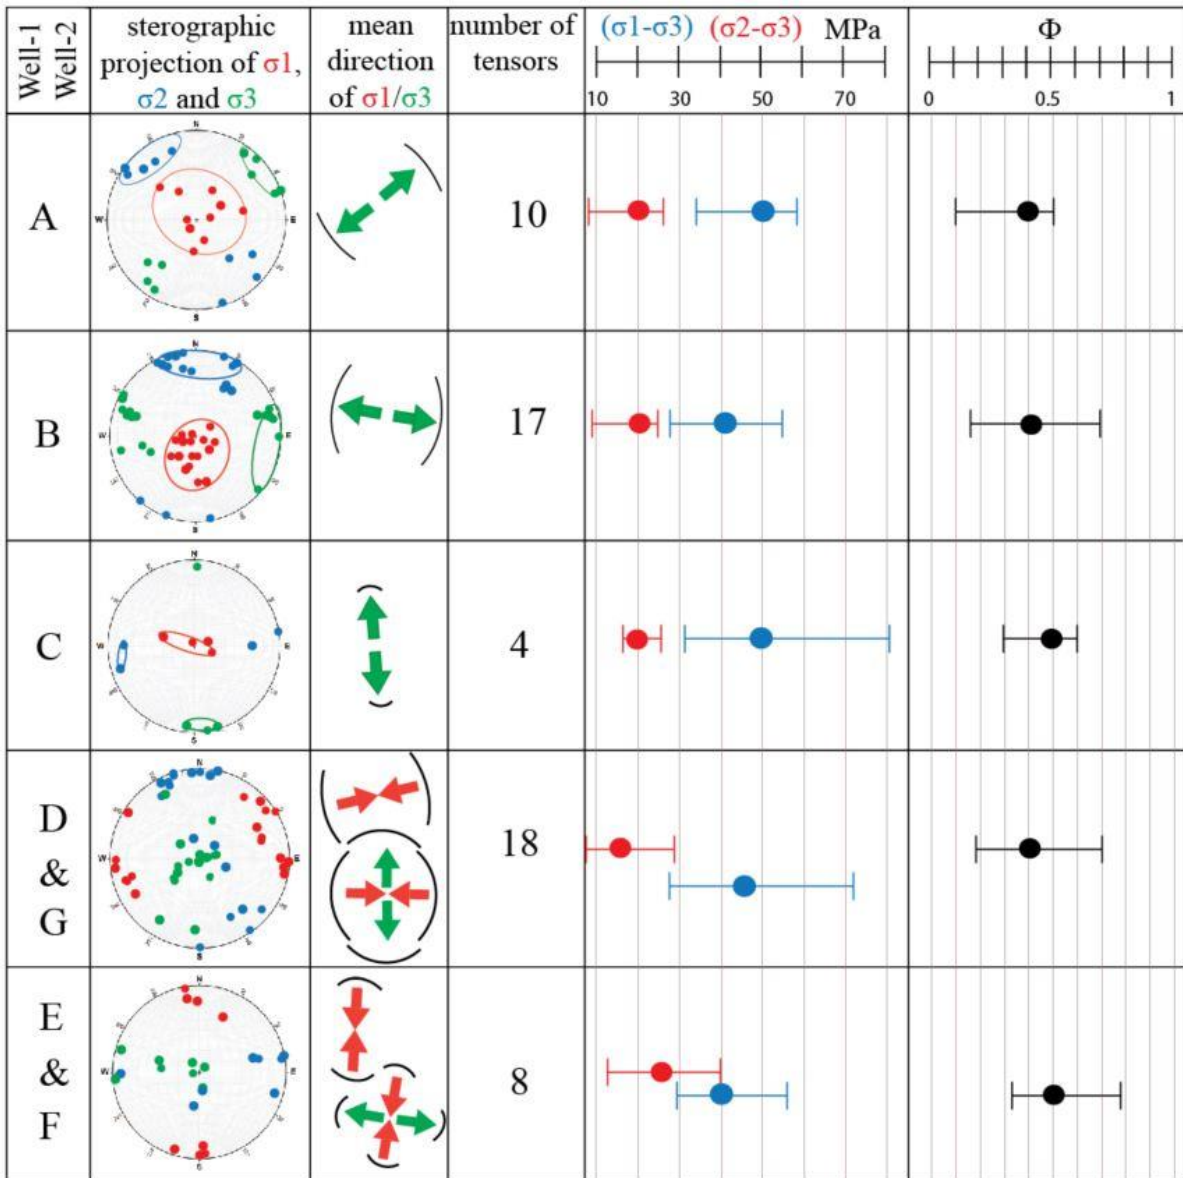 Well-1
Well-2
sterographic
projection of σ1,
σ2 and σ3
mean
direction
of σ1/σ3
number of
tensors
(σ1-σ3) (σ2-σ3) MPa
10 30 50 70
Φ
0 0.5 1
A
N
W
E
S
10
B
N
W
E
S
17
C
N
W
E
S
4
D
&
G
N
W
E
S
18
E
&
F
N
W
E
S
8